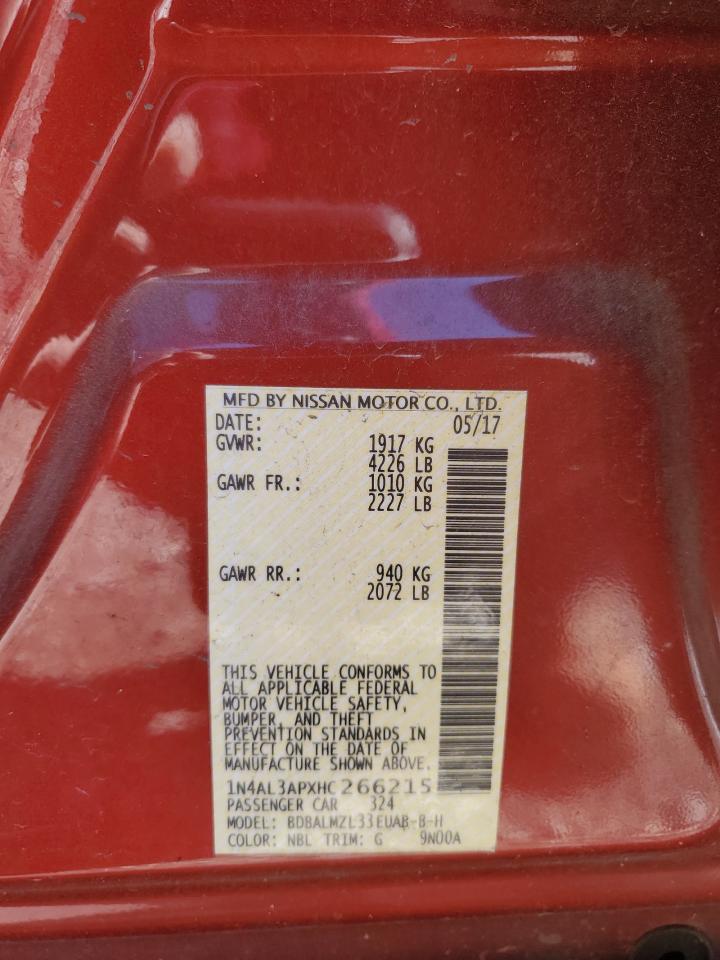 MFD BY NISSAN MOTOR CO., LTD.
DATE: 05/17
GVWR: 1917 KG
4226 LB
GAWR FR.: 1010 KG
2227 LB
GAWR RR.: 940 KG
2072 LB
THIS VEHICLE CONFORMS TO
ALL APPLICABLE FEDERAL
MOTOR VEHICLE SAFETY,
BUMPER, AND THEFT
PREVENTION STANDARDS IN
EFFECT ON THE DATE OF
MANUFACTURE SHOWN ABOVE.
1N4AL3APXHC266215
PASSENGER CAR 324
MODEL: BDBALMZL33EUAB-B-H
COLOR: NBL TRIM: G 9N00A